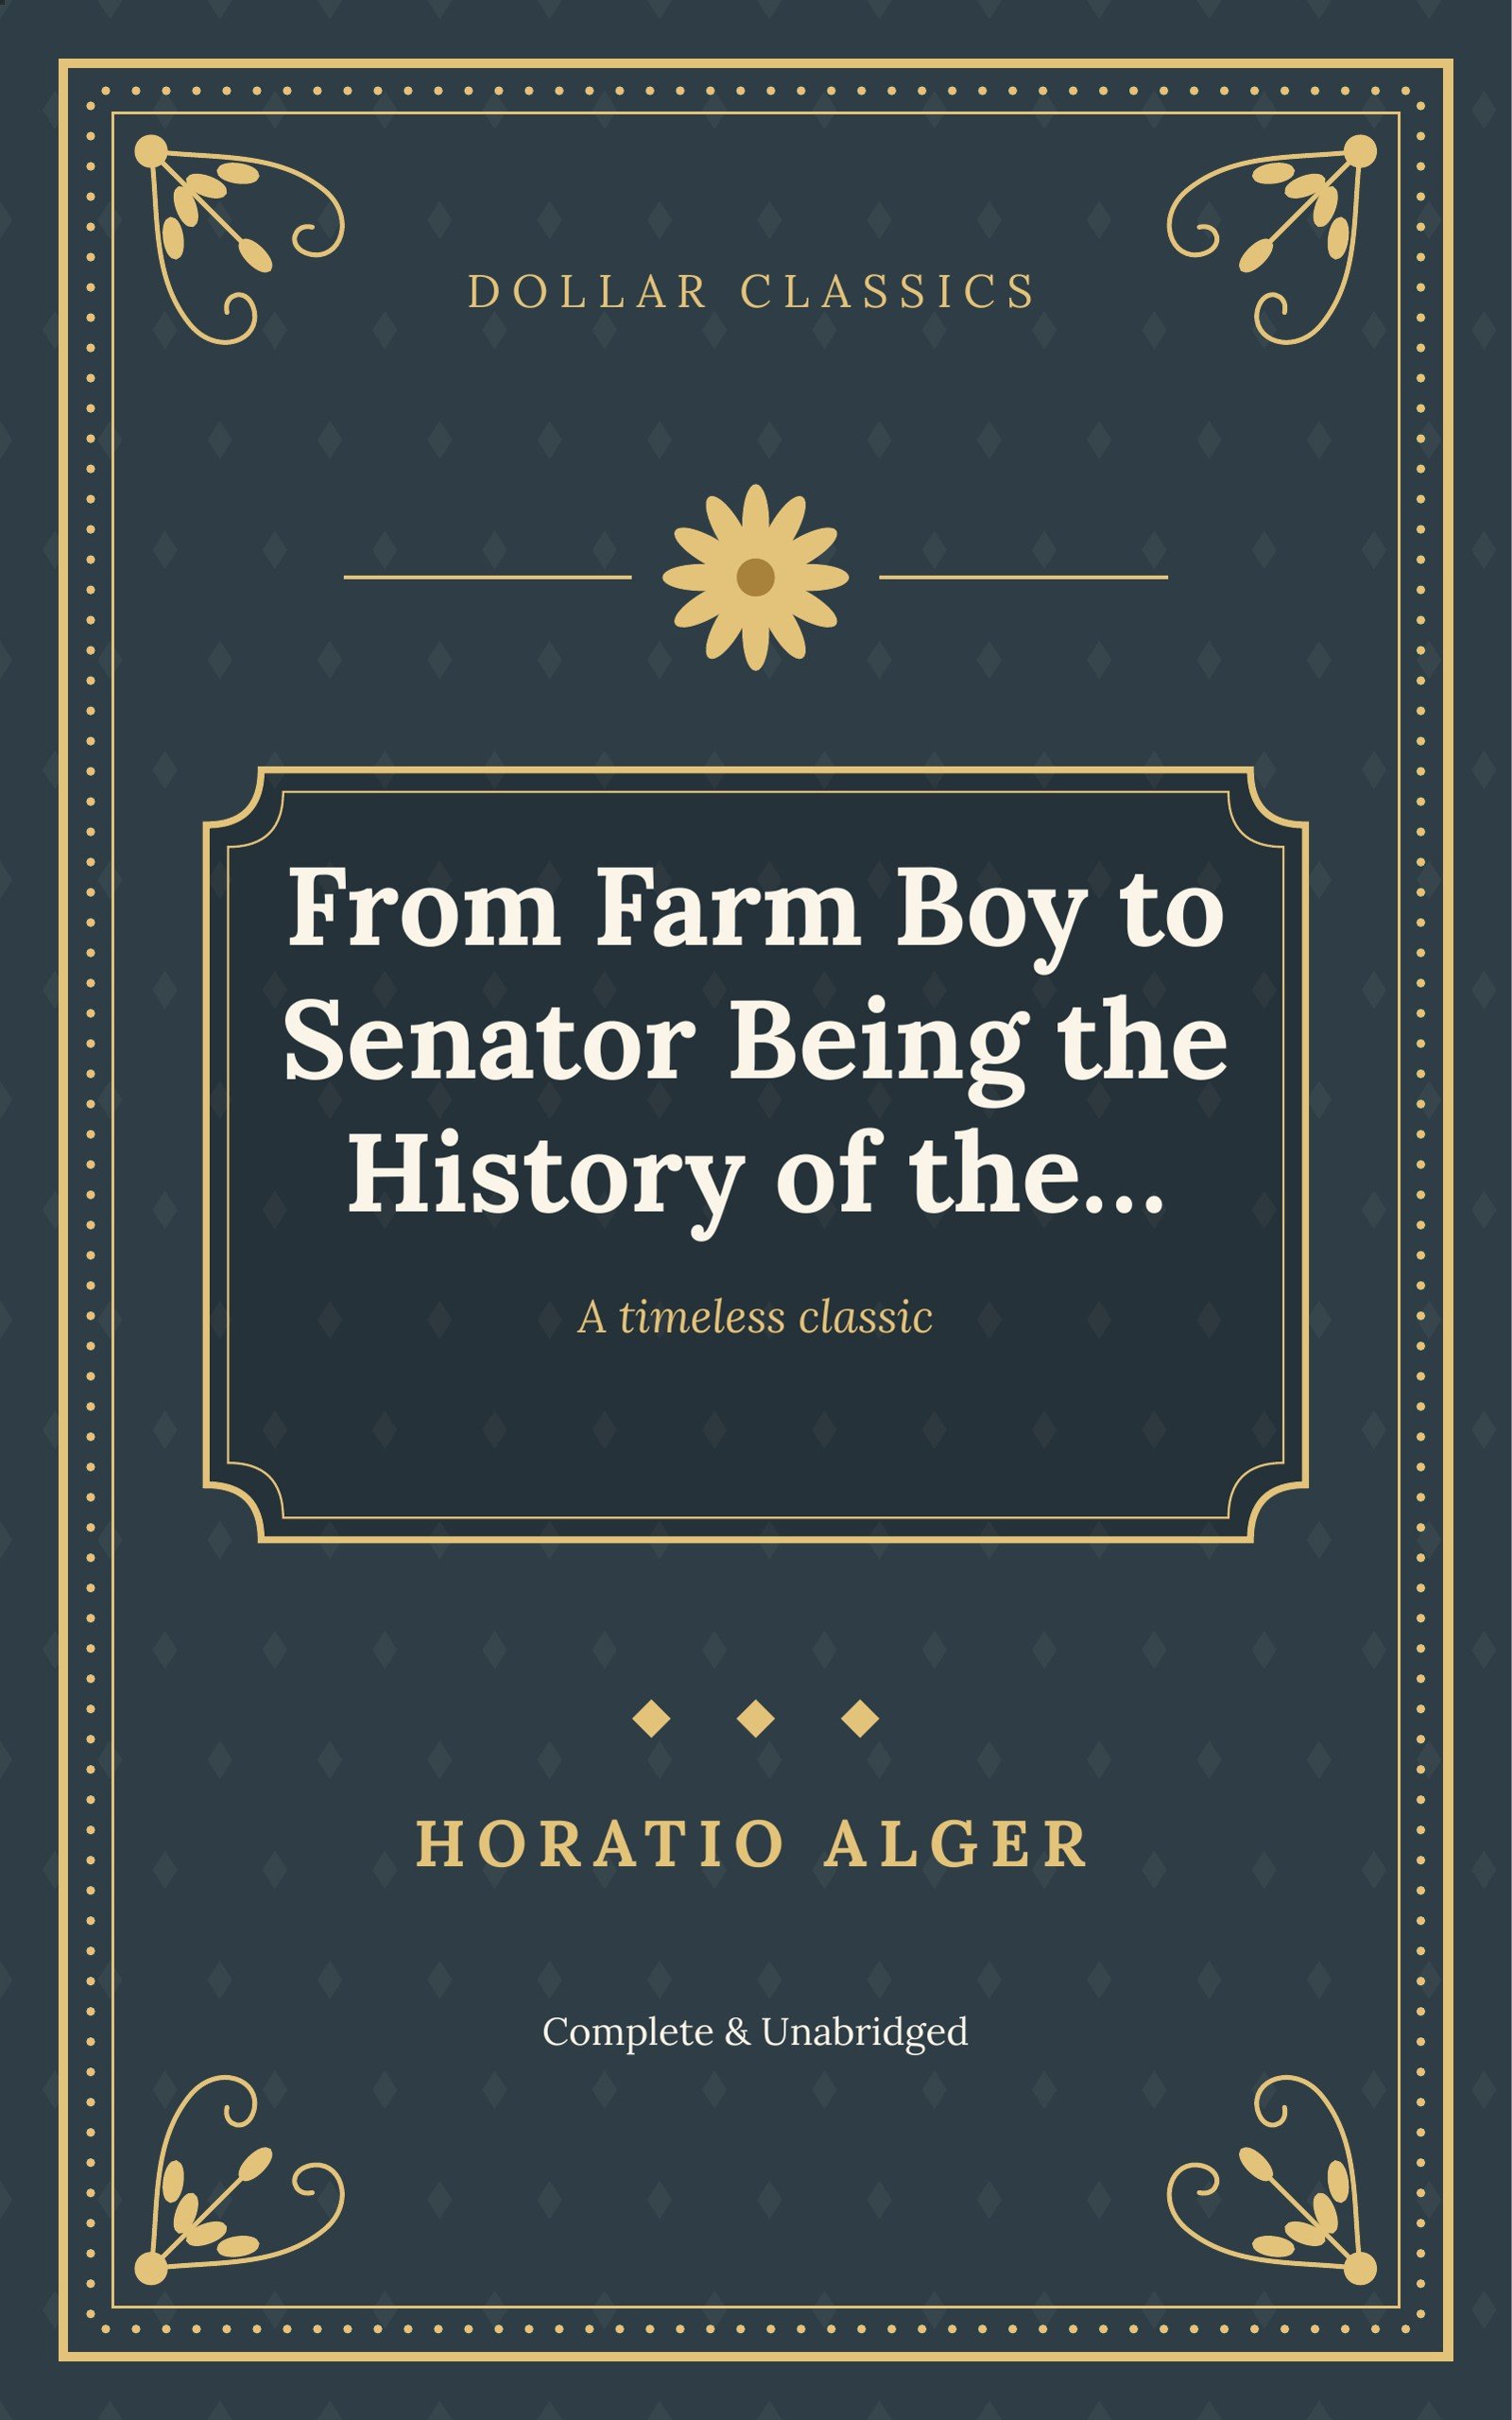 DOLLAR CLASSICS
From Farm Boy to
Senator Being the
History of the...
A timeless classic
HORATIO ALGER
Complete & Unabridged